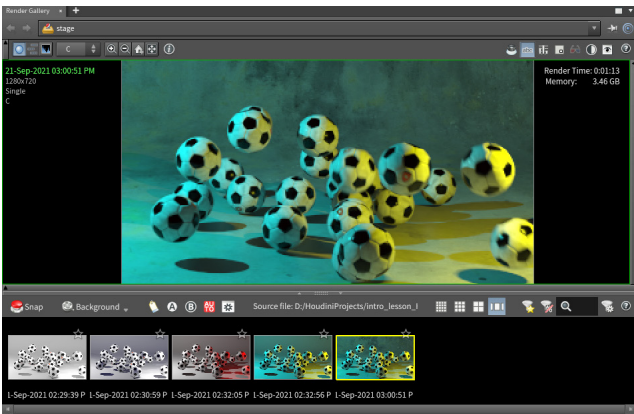 Render Gallery
stage
C
21-Sep-2021 03:00:51 PM
1280x720
Single
C
Render Time: 0:01:13
Memory: 3.46 GB
Snap
Background
A
B
Source file: D:/HoudiniProjects/intro_lesson_l
l-Sep-2021 02:29:39 P
l-Sep-2021 02:30:59 P
l-Sep-2021 02:32:05 P
l-Sep-2021 02:32:56 P
l-Sep-2021 03:00:51 P